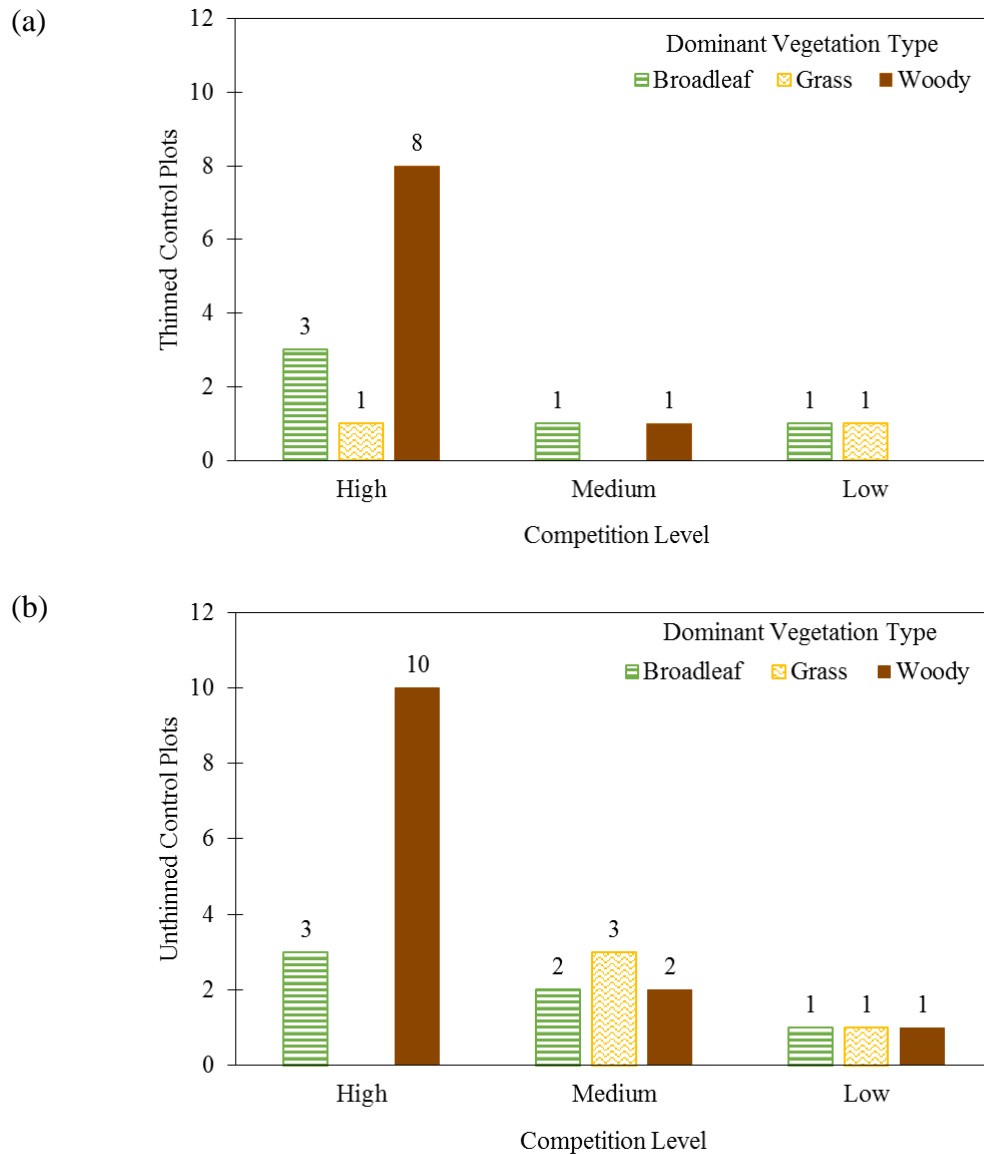 (a)
12
10
8
6
4
2
0
Thinned Control Plots
Dominant Vegetation Type
Broadleaf Grass Woody
3
1
8
1
1
1
1
High Medium Low
Competition Level
(b)
12
10
8
6
4
2
0
Unthinned Control Plots
Dominant Vegetation Type
Broadleaf Grass Woody
3
10
2
3
2
1
1
1
High Medium Low
Competition Level